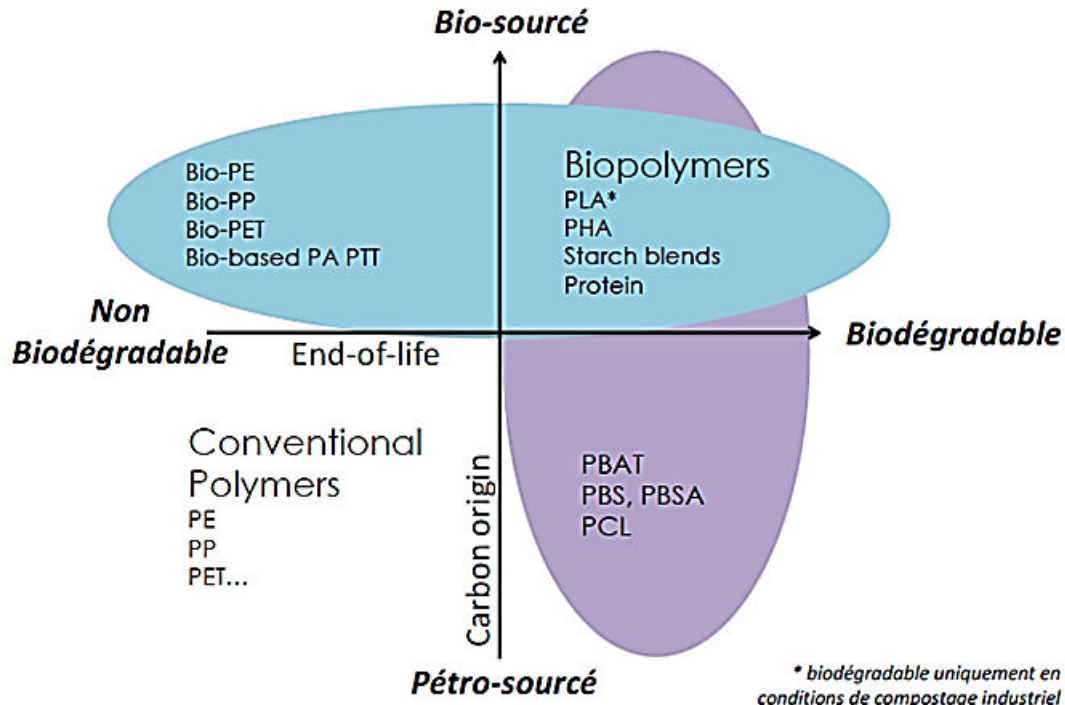 Bio-sourcé
Bio-PE
Bio-PP
Bio-PET
Bio-based PA PTT
Biopolymers
PLA*
PHA
Starch blends
Protein
Non
Biodégradable
End-of-life
Biodégradable
Conventional
Polymers
PE
PP
PET...
Carbon origin
PBAT
PBS, PBSA
PCL
Pétro-sourcé
* biodégradable uniquement en
conditions de compostage industriel